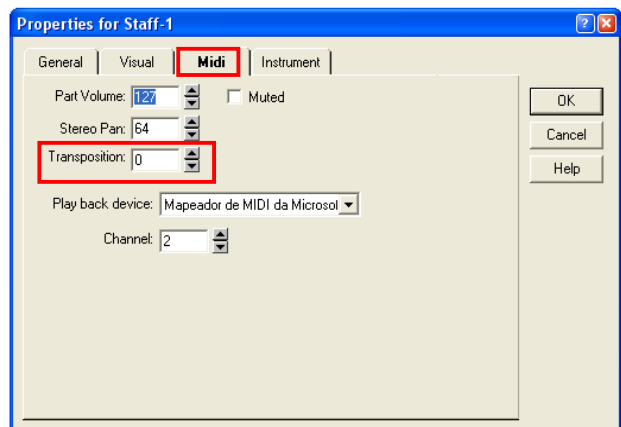 Properties for Staff-1
General Visual Midi Instrument
Part Volume: 127 Muted
Stereo Pan: 64
Transposition: 0
Play back device: Mapeador de MIDI da Microsol
Channel: 2
OK
Cancel
Help